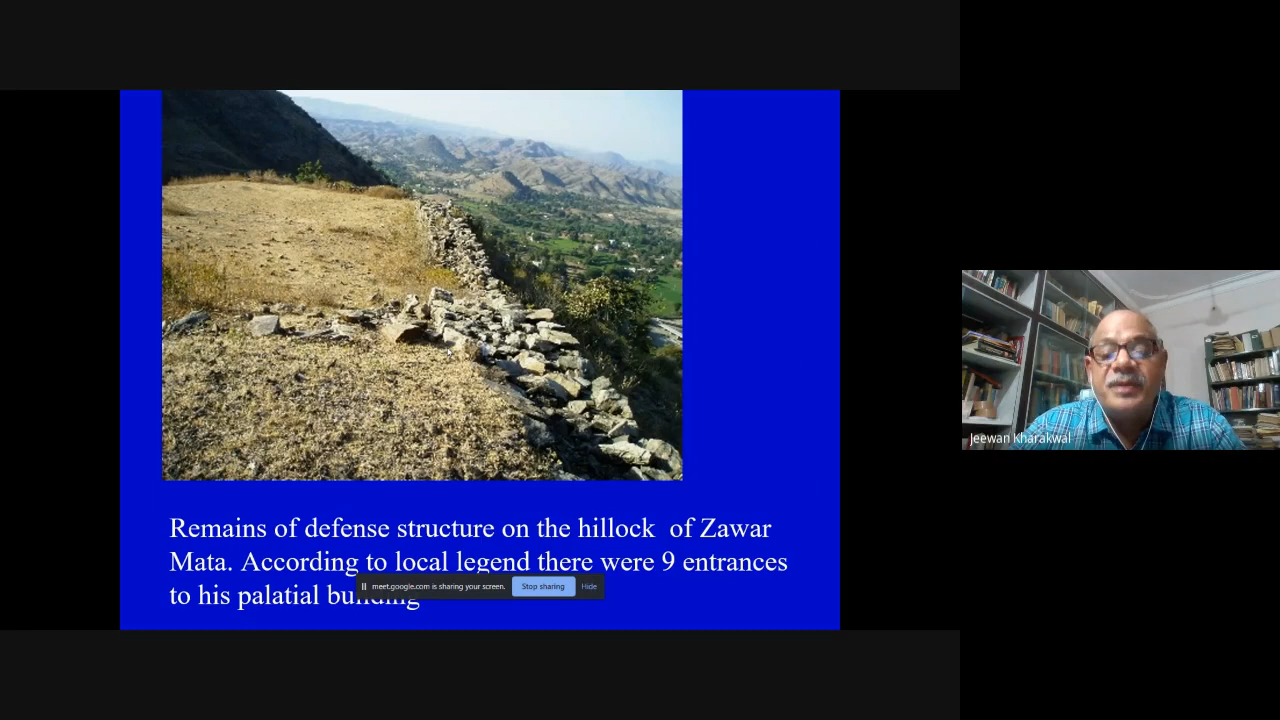 Remains of defense structure on the hillock of Zawar
Mata. According to local legend there were 9 entrances
to his palatial building
meet.google.com is sharing your screen. Stop sharing Hide
Jeewan Kharakwal